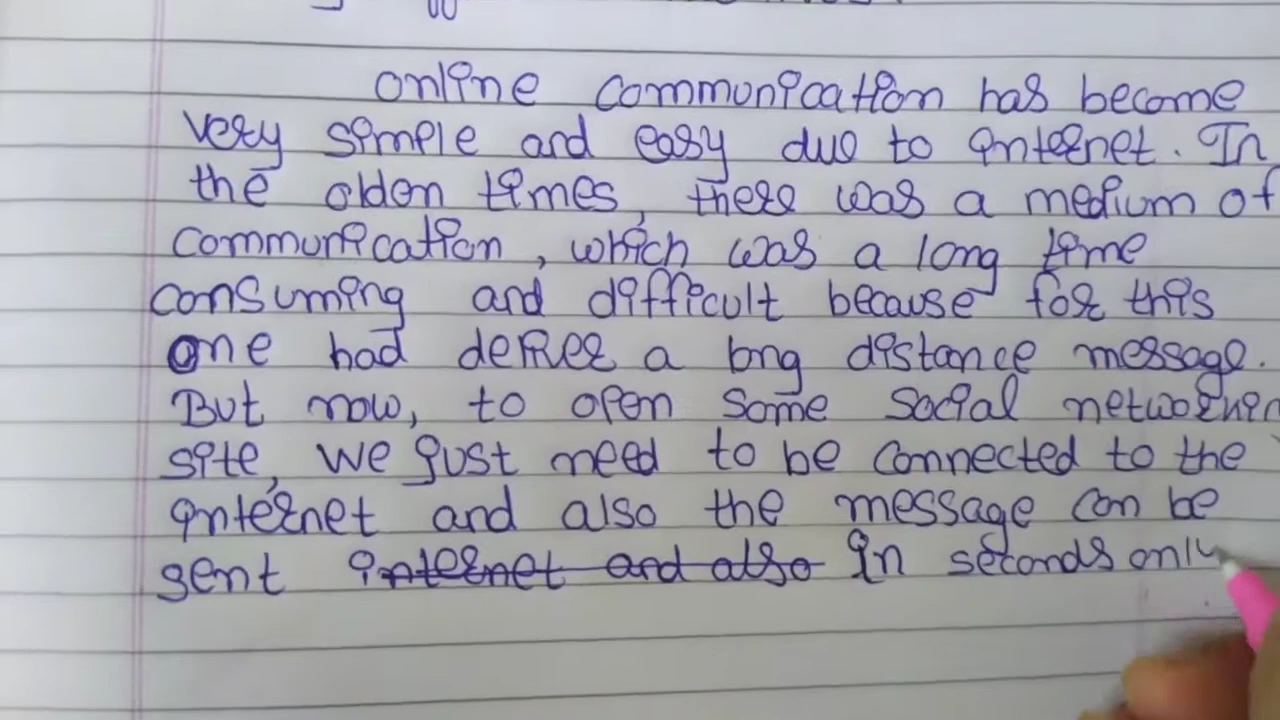 Online communication has become
very simple and easy due to internet. In
the olden times, there was a medium of
communication, which was a long time
consuming and difficult because for this
one had deliver a long distance message.
But now, to open some social networkin
site, we just need to be connected to the
internet and also the message can be
sent internet and also in seconds only